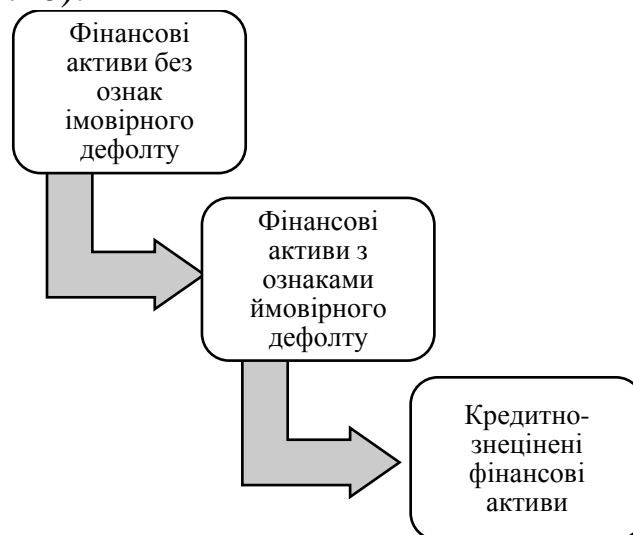 Фінансові
активи без
ознак
імовірного
дефолту
Фінансові
активи з
ознаками
ймовірного
дефолту
Кредитно-
знецінені
фінансові
активи